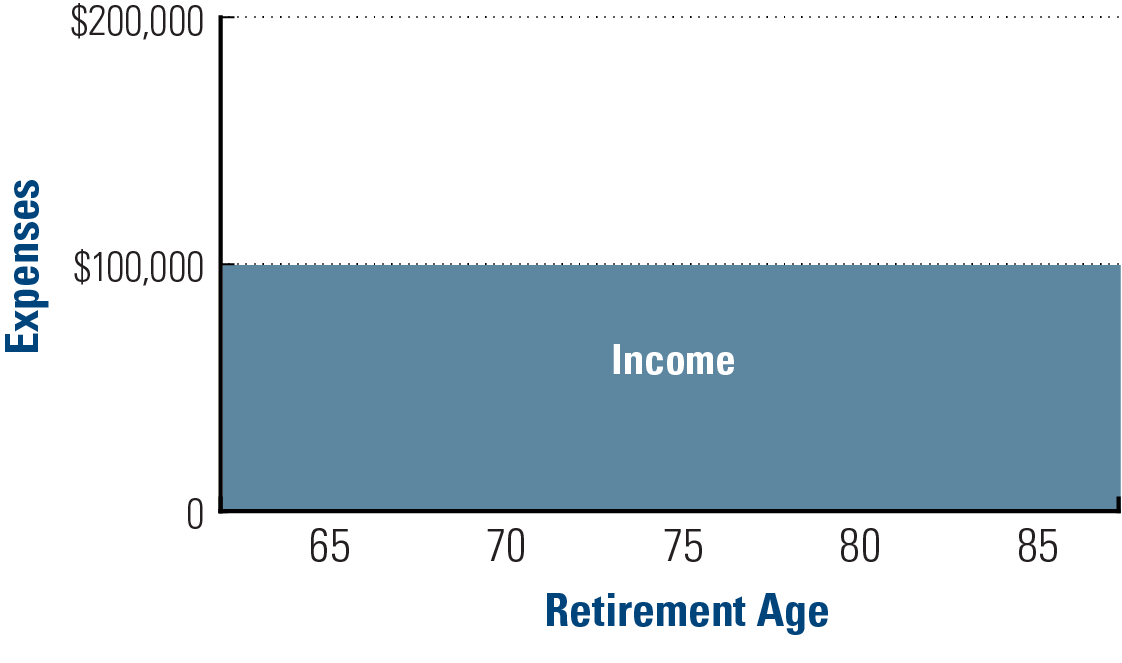 $200,000
$100,000
0
Expenses
Income
65 70 75 80 85
Retirement Age